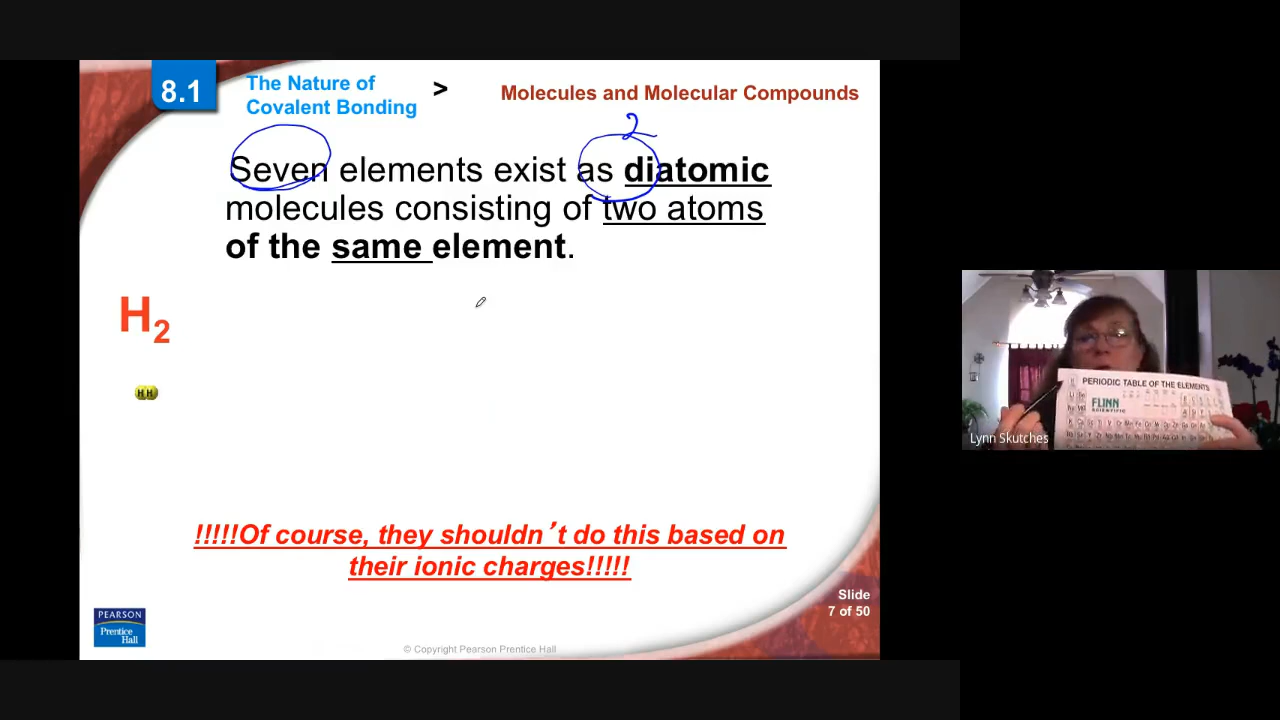 8.1
The Nature of
Covalent Bonding
>
Molecules and Molecular Compounds
2
Seven elements exist as diatomic
molecules consisting of two atoms
of the same element.
H2
H H
!!!!!Of course, they shouldn’t do this based on
their ionic charges!!!!!
PEARSON
Prentice
Hall
Slide
7 of 50
© Copyright Pearson Prentice Hall
PERIODIC TABLE OF THE ELEMENTS
FLINN
SCIENTIFIC
Lynn Skutches